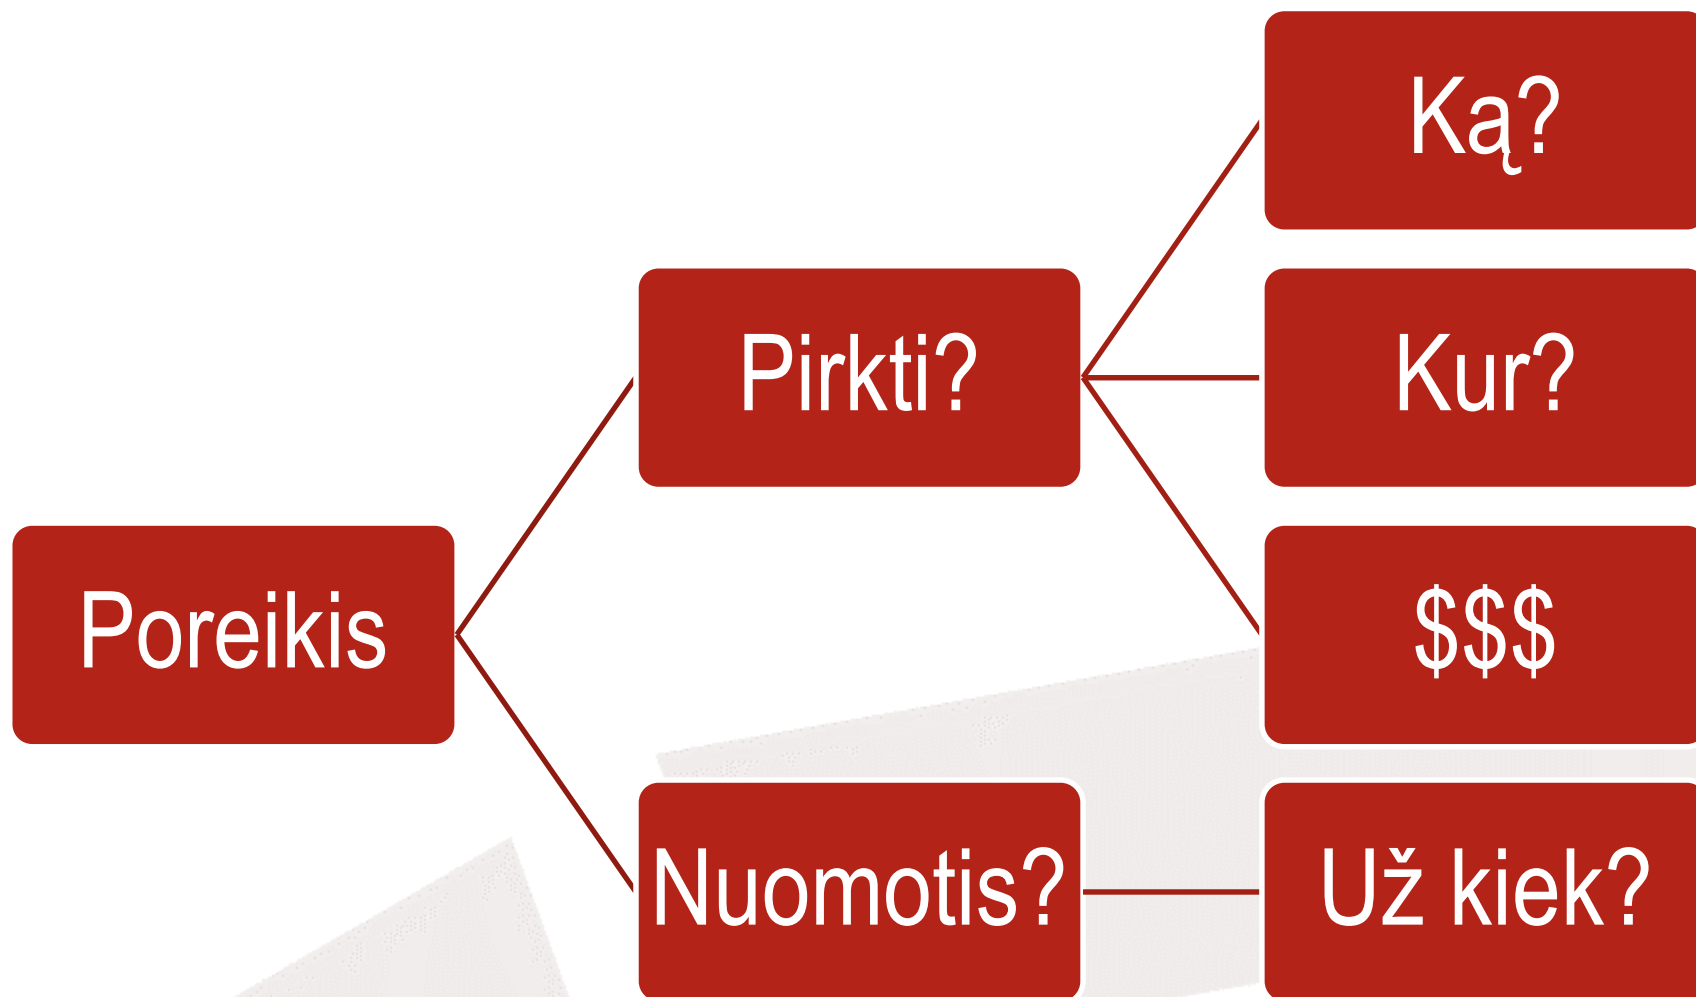 Poreikis
Pirkti?
Ką?
Kur?
$$$
Nuomotis?
Už kiek?